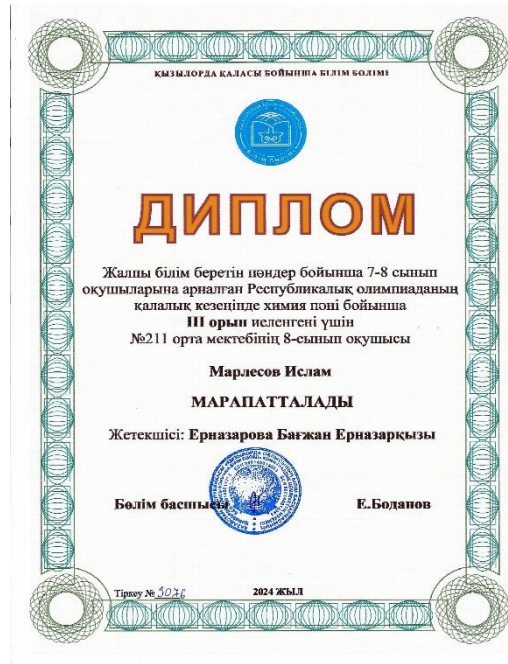 ҚЫЗЫЛОРДА ҚАЛАСЫ БОЙЫНША БІЛІМ БӨЛІМІ
ДИПЛОМ
Жалпы білім беретін пәндер бойынша 7-8 сынып
оқушыларына арналған Республикалық олимпиаданың
қалалық кезеңінде химия пәні бойынша
III орын иеленгені үшін
№211 орта мектебінің 8-сынып оқушысы
Марлесов Ислам
МАРАПАТТАЛАДЫ
Жетекшісі: Ерназарова Бағжан Ерназарқызы
Бөлім басшысы Е.Боданов
Тіркеу № 3076 2024 ЖЫЛ